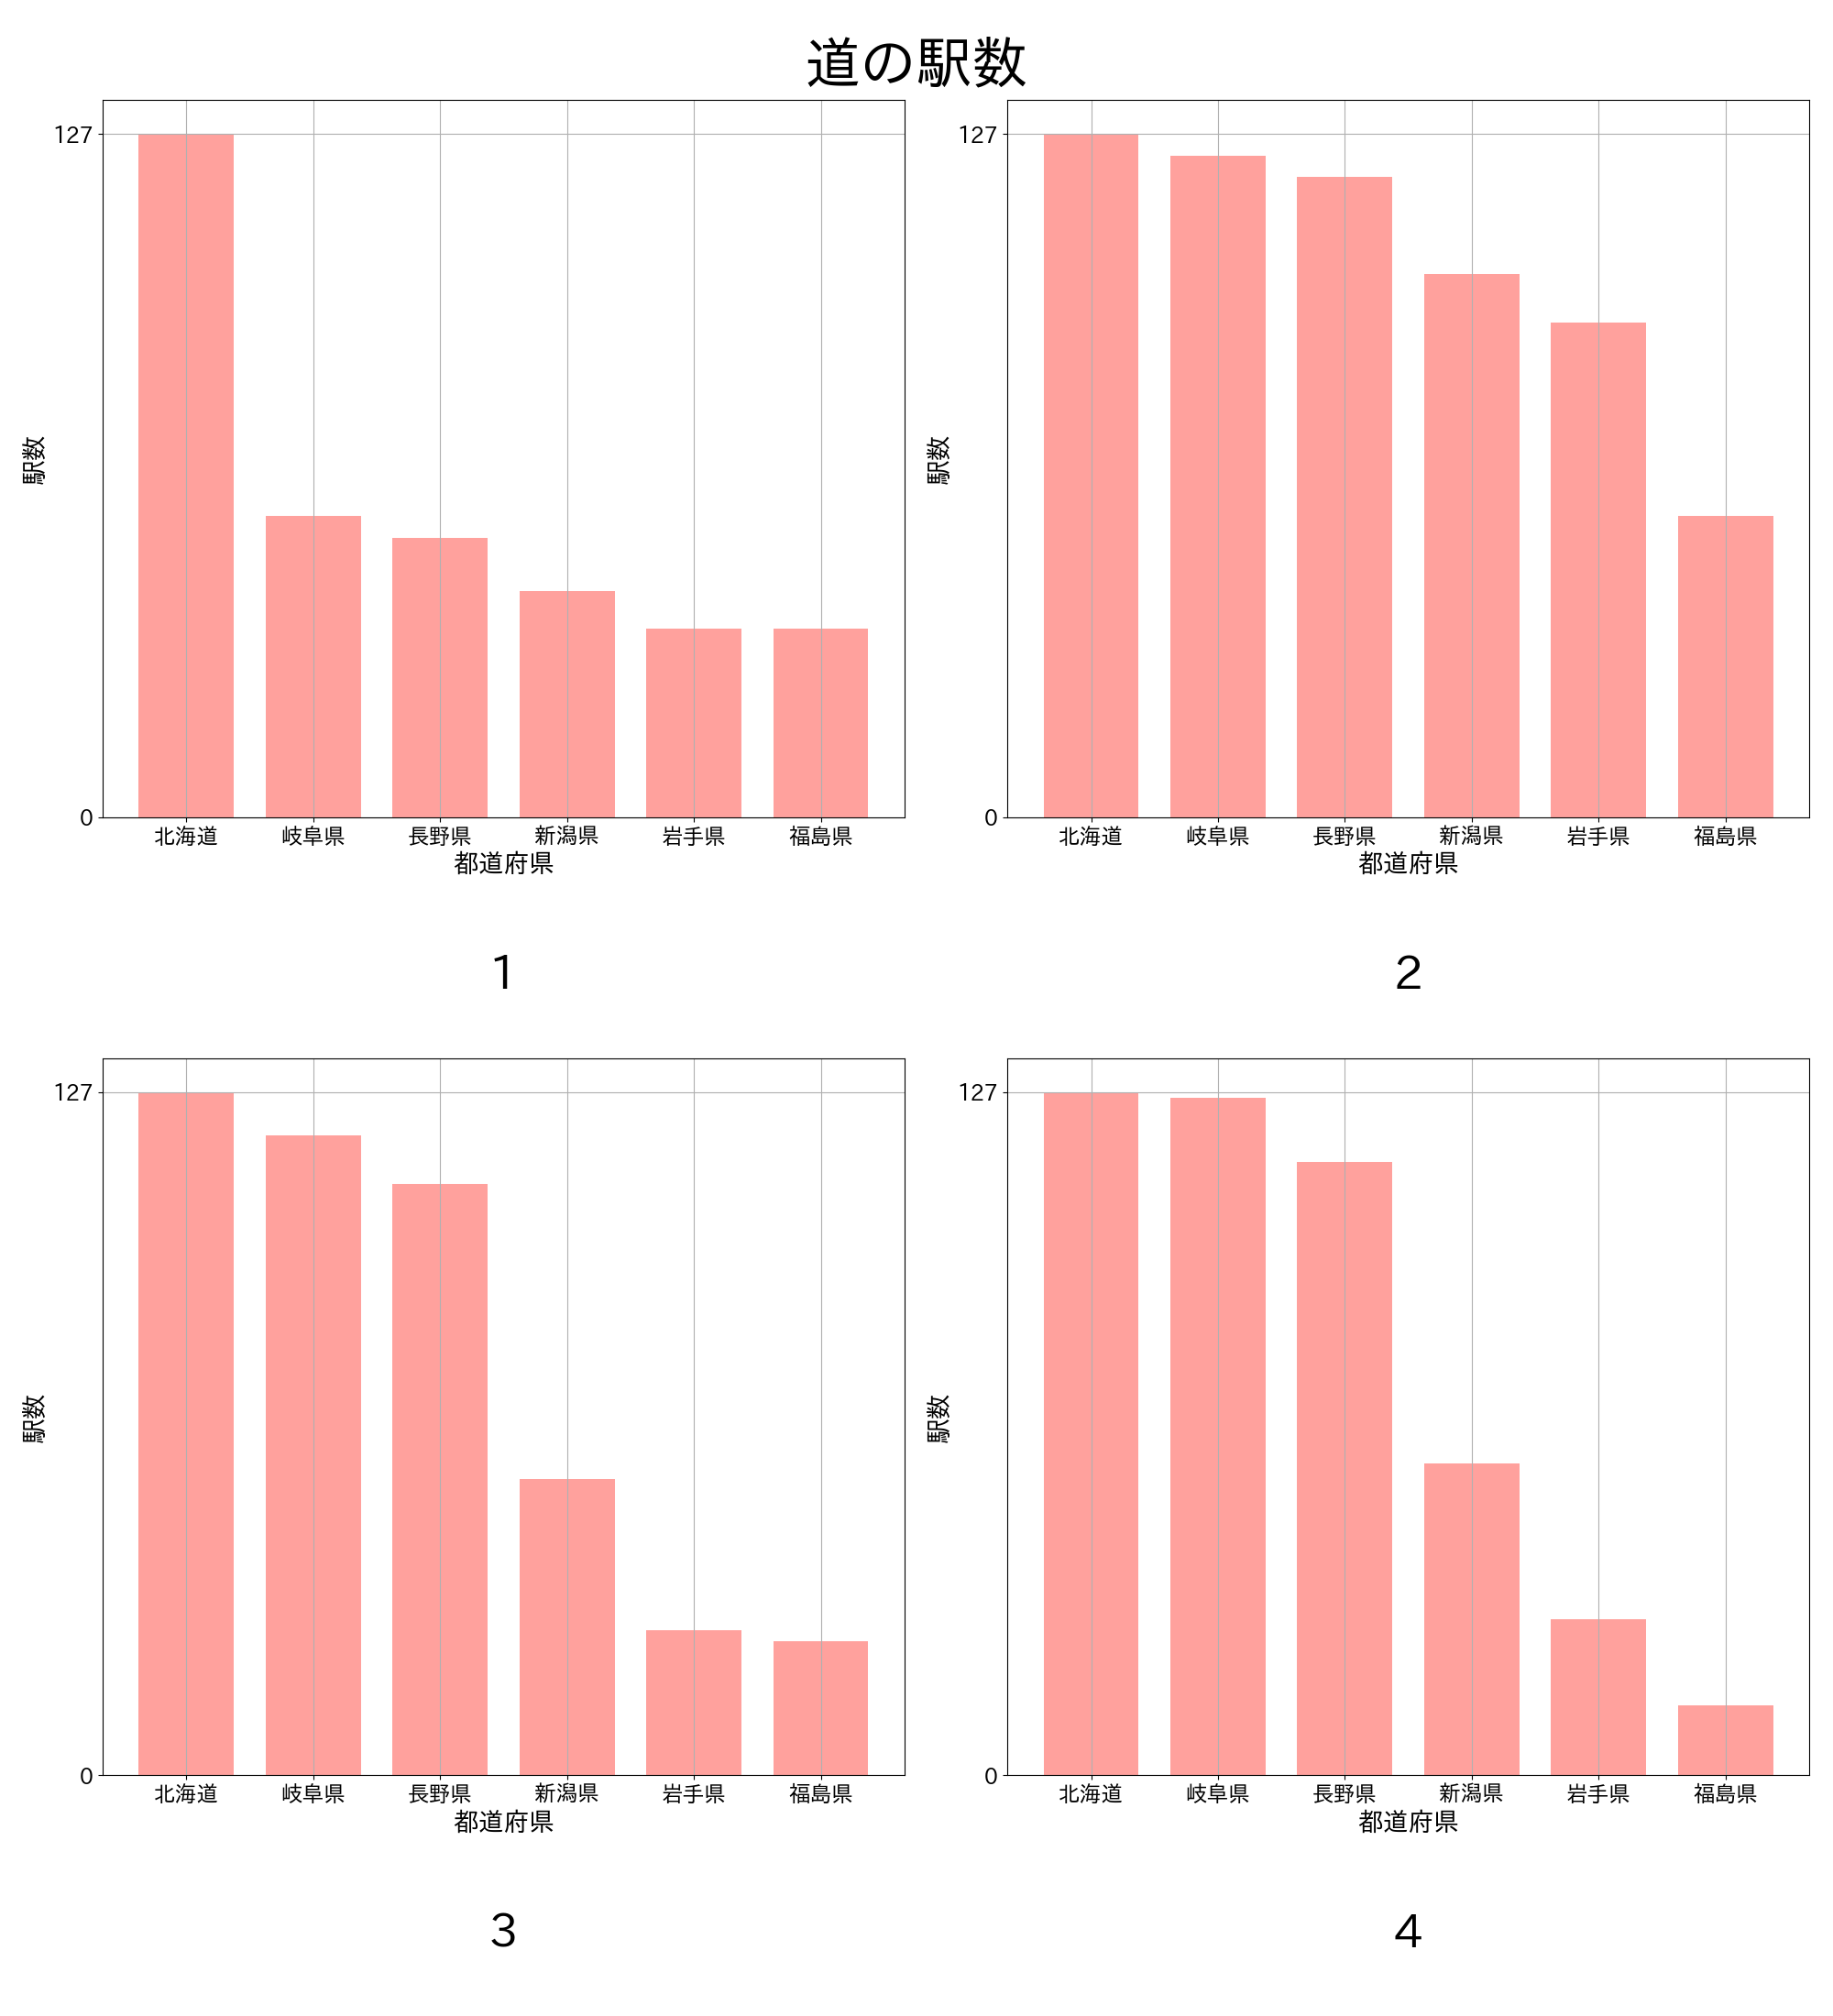 道の駅数
127
0
駅数
北海道 岐阜県 長野県 新潟県 岩手県 福島県
都道府県
1
127
0
駅数
北海道 岐阜県 長野県 新潟県 岩手県 福島県
都道府県
2
127
0
駅数
北海道 岐阜県 長野県 新潟県 岩手県 福島県
都道府県
3
127
0
駅数
北海道 岐阜県 長野県 新潟県 岩手県 福島県
都道府県
4